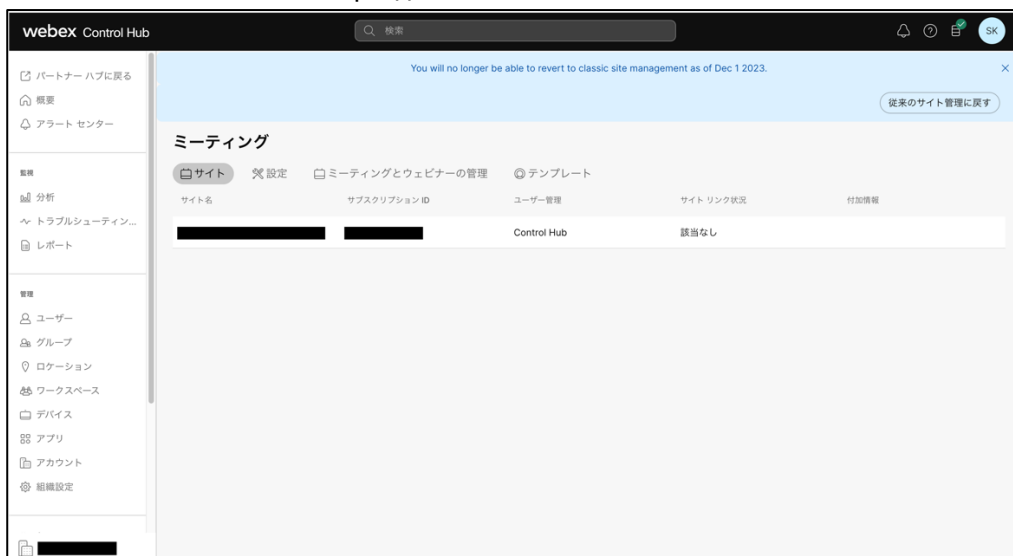 webex Control Hub
検索
SK
パートナー ハブに戻る
概要
アラート センター
監視
分析
トラブルシューティン...
レポート
管理
ユーザー
グループ
ロケーション
ワークスペース
デバイス
アプリ
アカウント
組織設定
You will no longer be able to revert to classic site management as of Dec 1 2023.
従来のサイト管理に戻す
ミーティング
サイト 設定 ミーティングとウェビナーの管理 テンプレート
サイト名 サブスクリプション ID ユーザー管理 サイト リンク状況 付加情報
Control Hub 該当なし